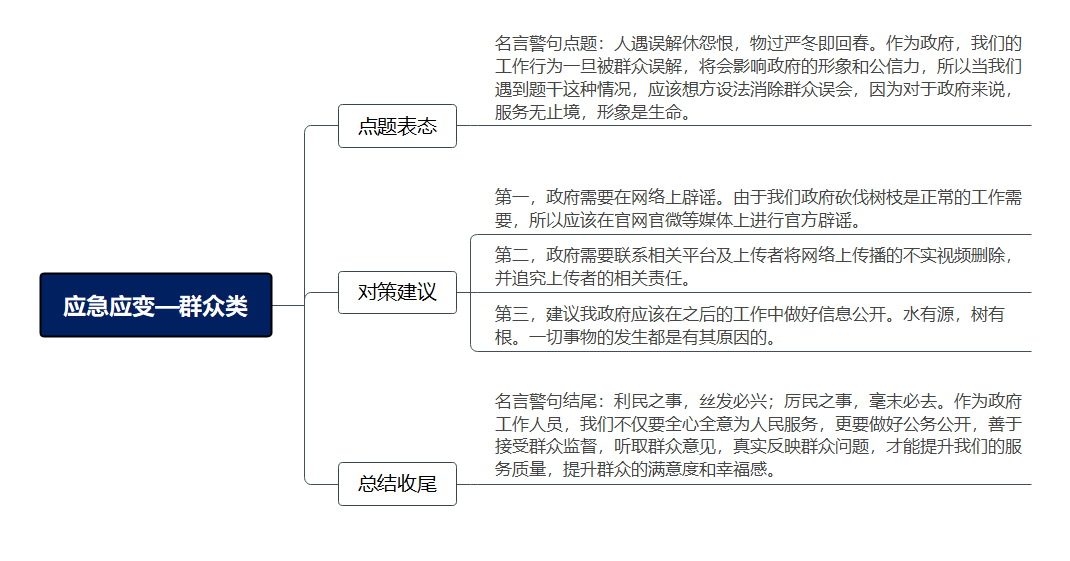 应急应变—群众类
点题表态
名言警句点题：人遇误解休怨恨，物过严冬即回春。作为政府，我们的
工作行为一旦被群众误解，将会影响政府的形象和公信力，所以当我们
遇到题干这种情况，应该想方设法消除群众误会，因为对于政府来说，
服务无止境，形象是生命。
对策建议
第一，政府需要在网络上辟谣。由于我们政府砍伐树枝是正常的工作需
要，所以应该在官网官微等媒体上进行官方辟谣。
第二，政府需要联系相关平台及上传者将网络上传播的不实视频删除，
并追究上传者的相关责任。
第三，建议我政府应该在之后的工作中做好信息公开。水有源，树有
根。一切事物的发生都是有其原因的。
总结收尾
名言警句结尾：利民之事，丝发必兴；厉民之事，毫末必去。作为政府
工作人员，我们不仅要全心全意为人民服务，更要做好公务公开，善于
接受群众监督，听取群众意见，真实反映群众问题，才能提升我们的服
务质量，提升群众的满意度和幸福感。